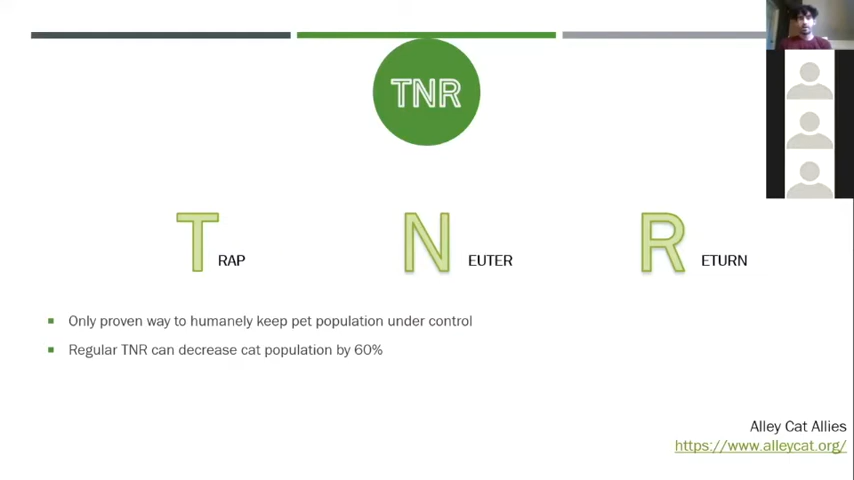 TNR
TRAP NEUTER RETURN
Only proven way to humanely keep pet population under control
Regular TNR can decrease cat population by 60%
Alley Cat Allies
https://www.alleycat.org/